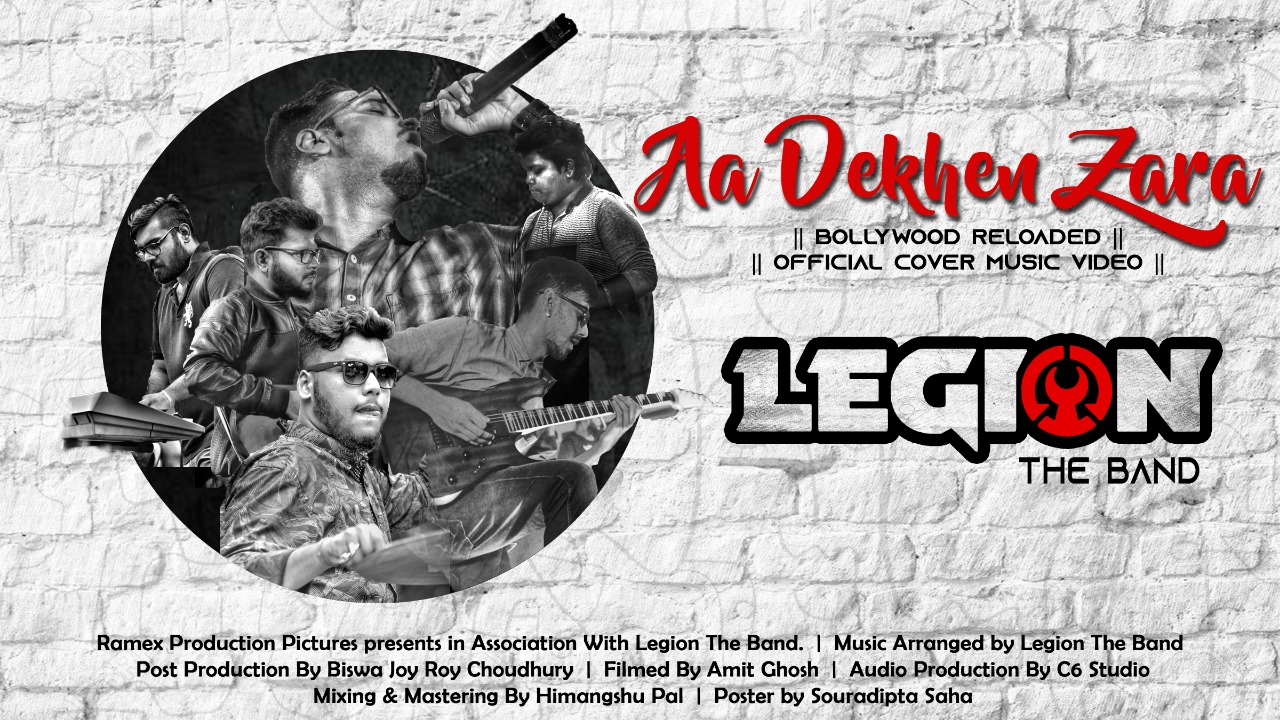 Aa Dekhen Zara
|| BOLLYWOOD RELOADED ||
|| OFFICIAL COVER MUSIC VIDEO ||
LEGION
THE BAND
Ramex Production Pictures presents in Association With Legion The Band. | Music Arranged by Legion The Band
Post Production By Biswa Joy Roy Choudhury | Filmed By Amit Ghosh | Audio Production By C6 Studio
Mixing & Mastering By Himangshu Pal | Poster by Souradipta Saha